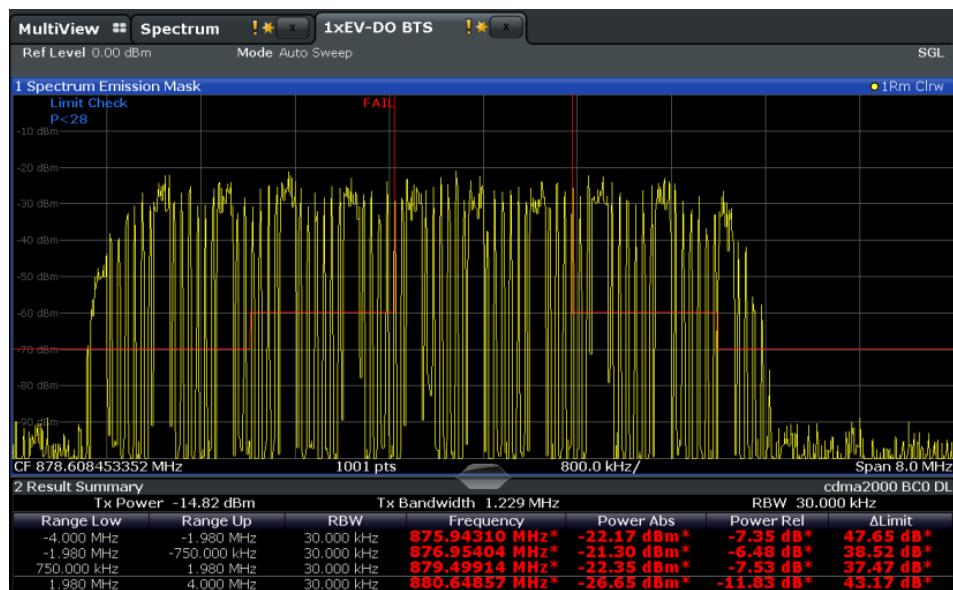 MultiView Spectrum ! x 1xEV-DO BTS ! x
Ref Level 0.00 dBm Mode Auto Sweep SGL
1 Spectrum Emission Mask 1Rm Clrw
Limit Check FAIL
P<28
-10 dBm
-20 dBm
-30 dBm
-40 dBm
-50 dBm
-60 dBm
-70 dBm
-80 dBm
-90 dBm
CF 878.608453352 MHz 1001 pts 800.0 kHz/ Span 8.0 MHz
2 Result Summary cdma2000 BC0 DL
Tx Power -14.82 dBm Tx Bandwidth 1.229 MHz RBW 30.000 kHz
Range Low Range Up RBW Frequency Power Abs Power Rel ΔLimit
-4.000 MHz -1.980 MHz 30.000 kHz 875.94310 MHz* -22.17 dBm* -7.35 dB* 47.65 dB*
-1.980 MHz -750.000 kHz 30.000 kHz 876.95404 MHz* -21.30 dBm* -6.48 dB* 38.52 dB*
750.000 kHz 1.980 MHz 30.000 kHz 879.49914 MHz* -22.35 dBm* -7.53 dB* 37.47 dB*
1.980 MHz 4.000 MHz 30.000 kHz 880.64857 MHz* -26.65 dBm* -11.83 dB* 43.17 dB*